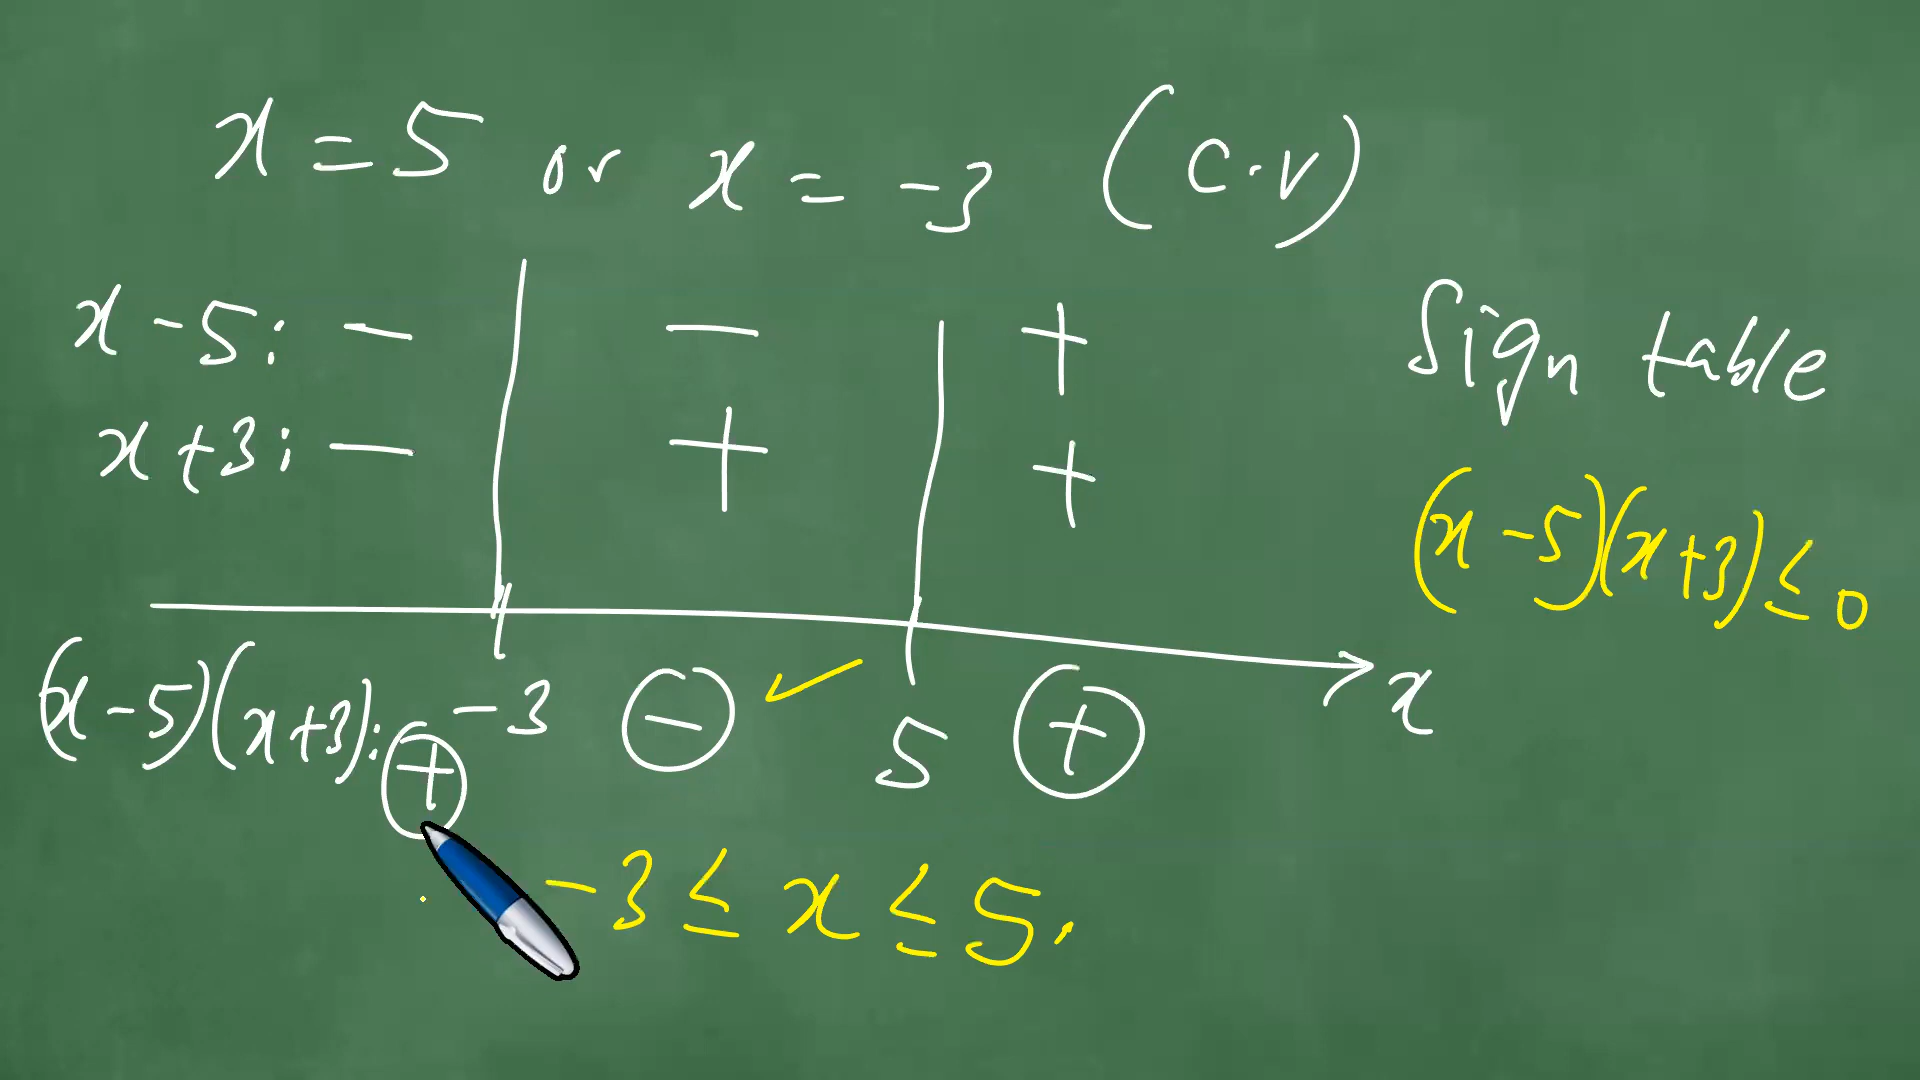 x = 5 or x = -3 (C.V)
x - 5 : - - +
x + 3 : - + +
Sign table
(x - 5)(x + 3) ≤ 0
x
-3 5
(x - 5)(x + 3) : + - ✓ +
-3 ≤ x ≤ 5.